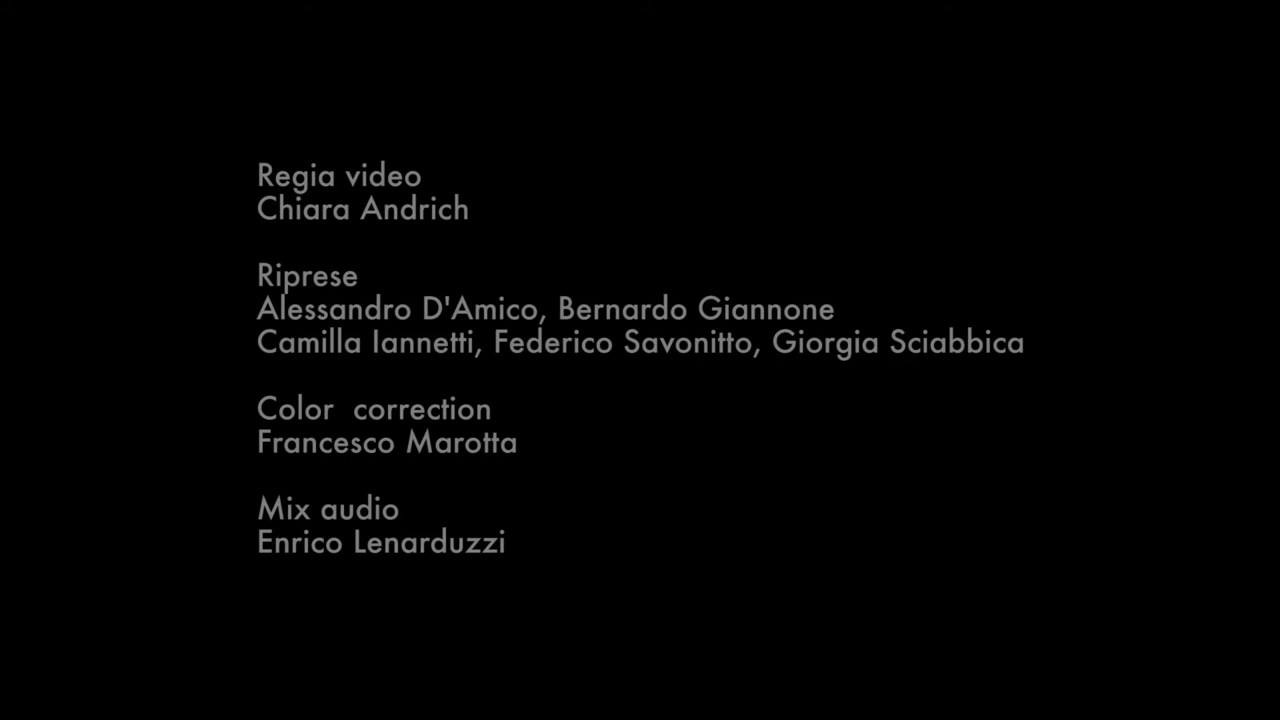 Regia video
Chiara Andrich
Riprese
Alessandro D'Amico, Bernardo Giannone
Camilla Iannetti, Federico Savonitto, Giorgia Sciabbica
Color  correction
Francesco Marotta
Mix audio
Enrico Lenarduzzi